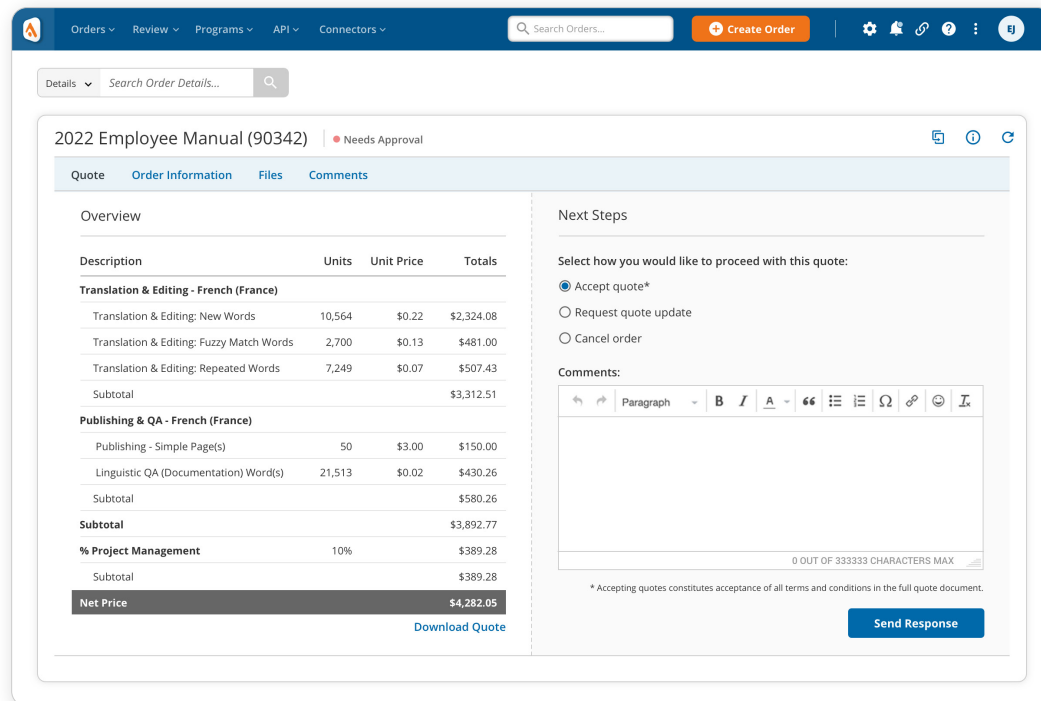 Orders Review Programs API Connectors Search Orders... Create Order EJ
Details Search Order Details...
2022 Employee Manual (90342) Needs Approval
Quote Order Information Files Comments
Overview
Description Units Unit Price Totals
Translation & Editing - French (France)
Translation & Editing: New Words 10,564 $0.22 $2,324.08
Translation & Editing: Fuzzy Match Words 2,700 $0.13 $481.00
Translation & Editing: Repeated Words 7,249 $0.07 $507.43
Subtotal $3,312.51
Publishing & QA - French (France)
Publishing - Simple Page(s) 50 $3.00 $150.00
Linguistic QA (Documentation) Word(s) 21,513 $0.02 $430.26
Subtotal $580.26
Subtotal $3,892.77
% Project Management 10% $389.28
Subtotal $389.28
Net Price $4,282.05
Download Quote
Next Steps
Select how you would like to proceed with this quote:
Accept quote*
Request quote update
Cancel order
Comments:
Paragraph B I A
0 OUT OF 333333 CHARACTERS MAX
* Accepting quotes constitutes acceptance of all terms and conditions in the full quote document.
Send Response